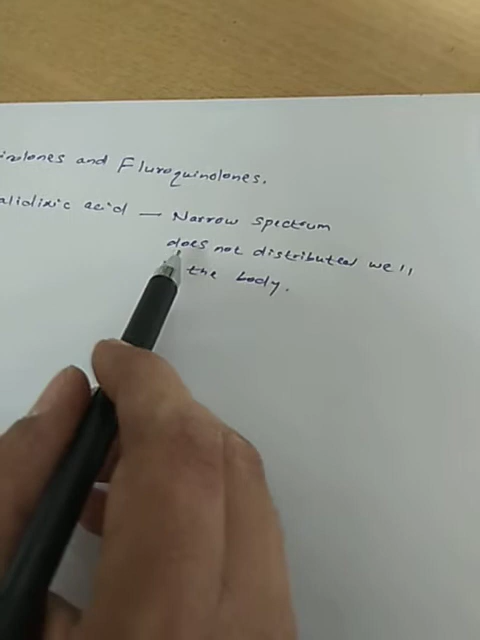 inolones and Fluroquinolones.
alidixic acid — Narrow spectrum
does not distributed well
the body.